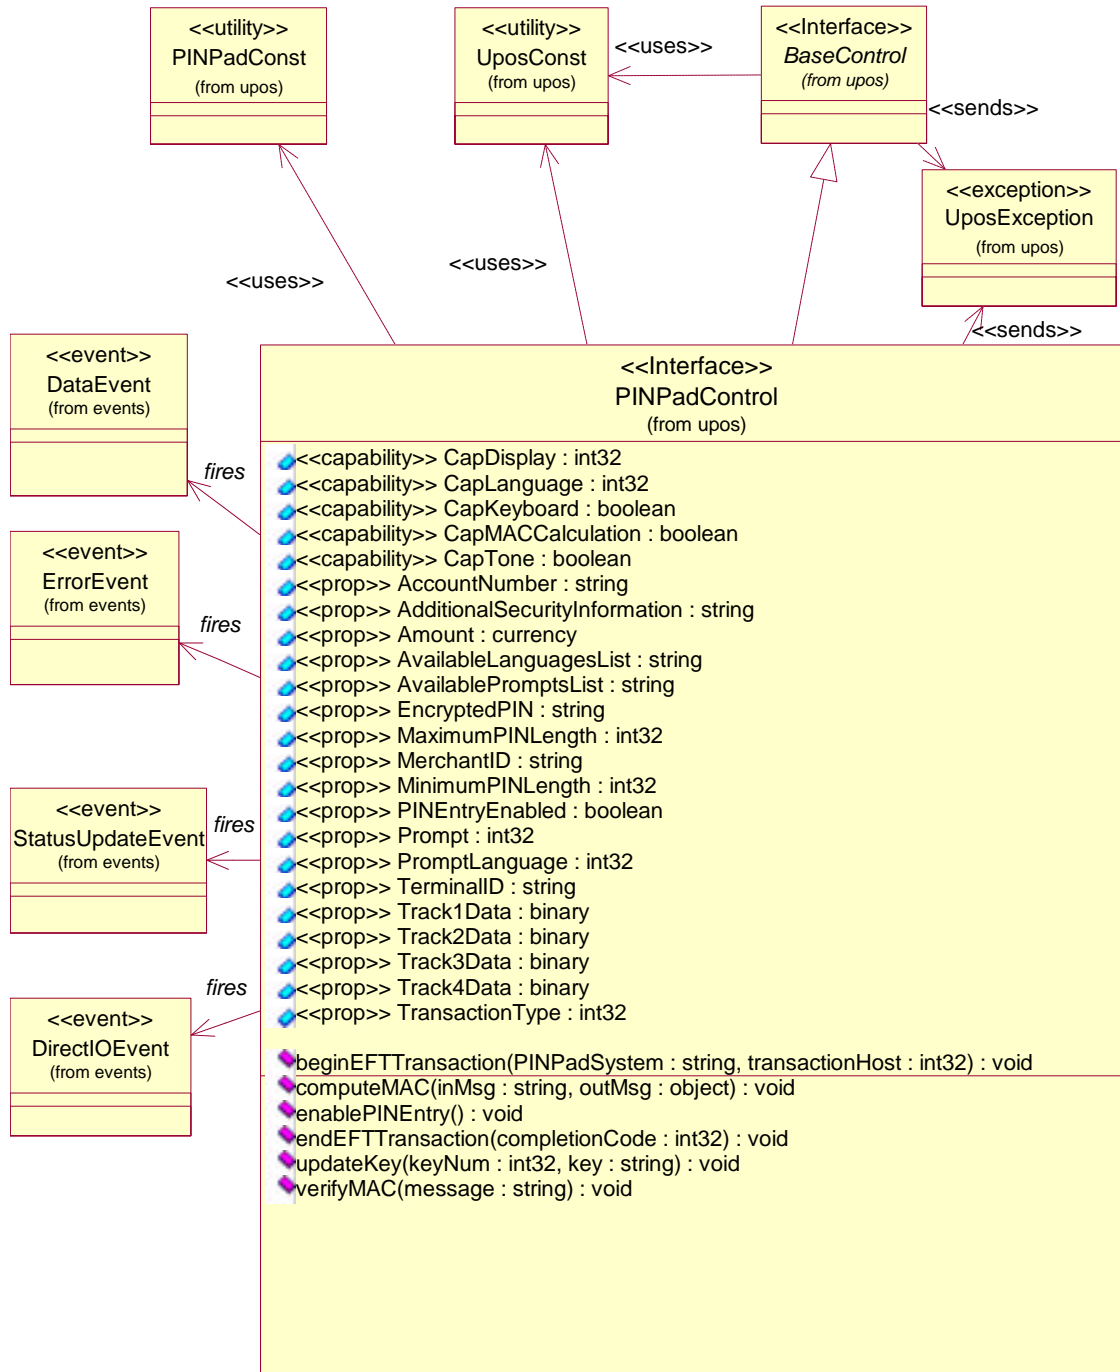 <<utility>>
PINPadConst
(from upos)
<<utility>>
UposConst
(from upos)
<<uses>>
<<Interface>>
BaseControl
(from upos)
<<sends>>
<<exception>>
UposException
(from upos)
<<uses>>
<<uses>>
<<sends>>
<<event>>
DataEvent
(from events)
fires
<<event>>
ErrorEvent
(from events)
fires
<<event>>
StatusUpdateEvent
(from events)
fires
<<event>>
DirectIOEvent
(from events)
fires
<<Interface>>
PINPadControl
(from upos)
<<capability>> CapDisplay : int32
<<capability>> CapLanguage : int32
<<capability>> CapKeyboard : boolean
<<capability>> CapMACCalculation : boolean
<<capability>> CapTone : boolean
<<prop>> AccountNumber : string
<<prop>> AdditionalSecurityInformation : string
<<prop>> Amount : currency
<<prop>> AvailableLanguagesList : string
<<prop>> AvailablePromptsList : string
<<prop>> EncryptedPIN : string
<<prop>> MaximumPINLength : int32
<<prop>> MerchantID : string
<<prop>> MinimumPINLength : int32
<<prop>> PINEntryEnabled : boolean
<<prop>> Prompt : int32
<<prop>> PromptLanguage : int32
<<prop>> TerminalID : string
<<prop>> Track1Data : binary
<<prop>> Track2Data : binary
<<prop>> Track3Data : binary
<<prop>> Track4Data : binary
<<prop>> TransactionType : int32
beginEFTTransaction(PINPadSystem : string, transactionHost : int32) : void
computeMAC(inMsg : string, outMsg : object) : void
enablePINEntry() : void
endEFTTransaction(completionCode : int32) : void
updateKey(keyNum : int32, key : string) : void
verifyMAC(message : string) : void